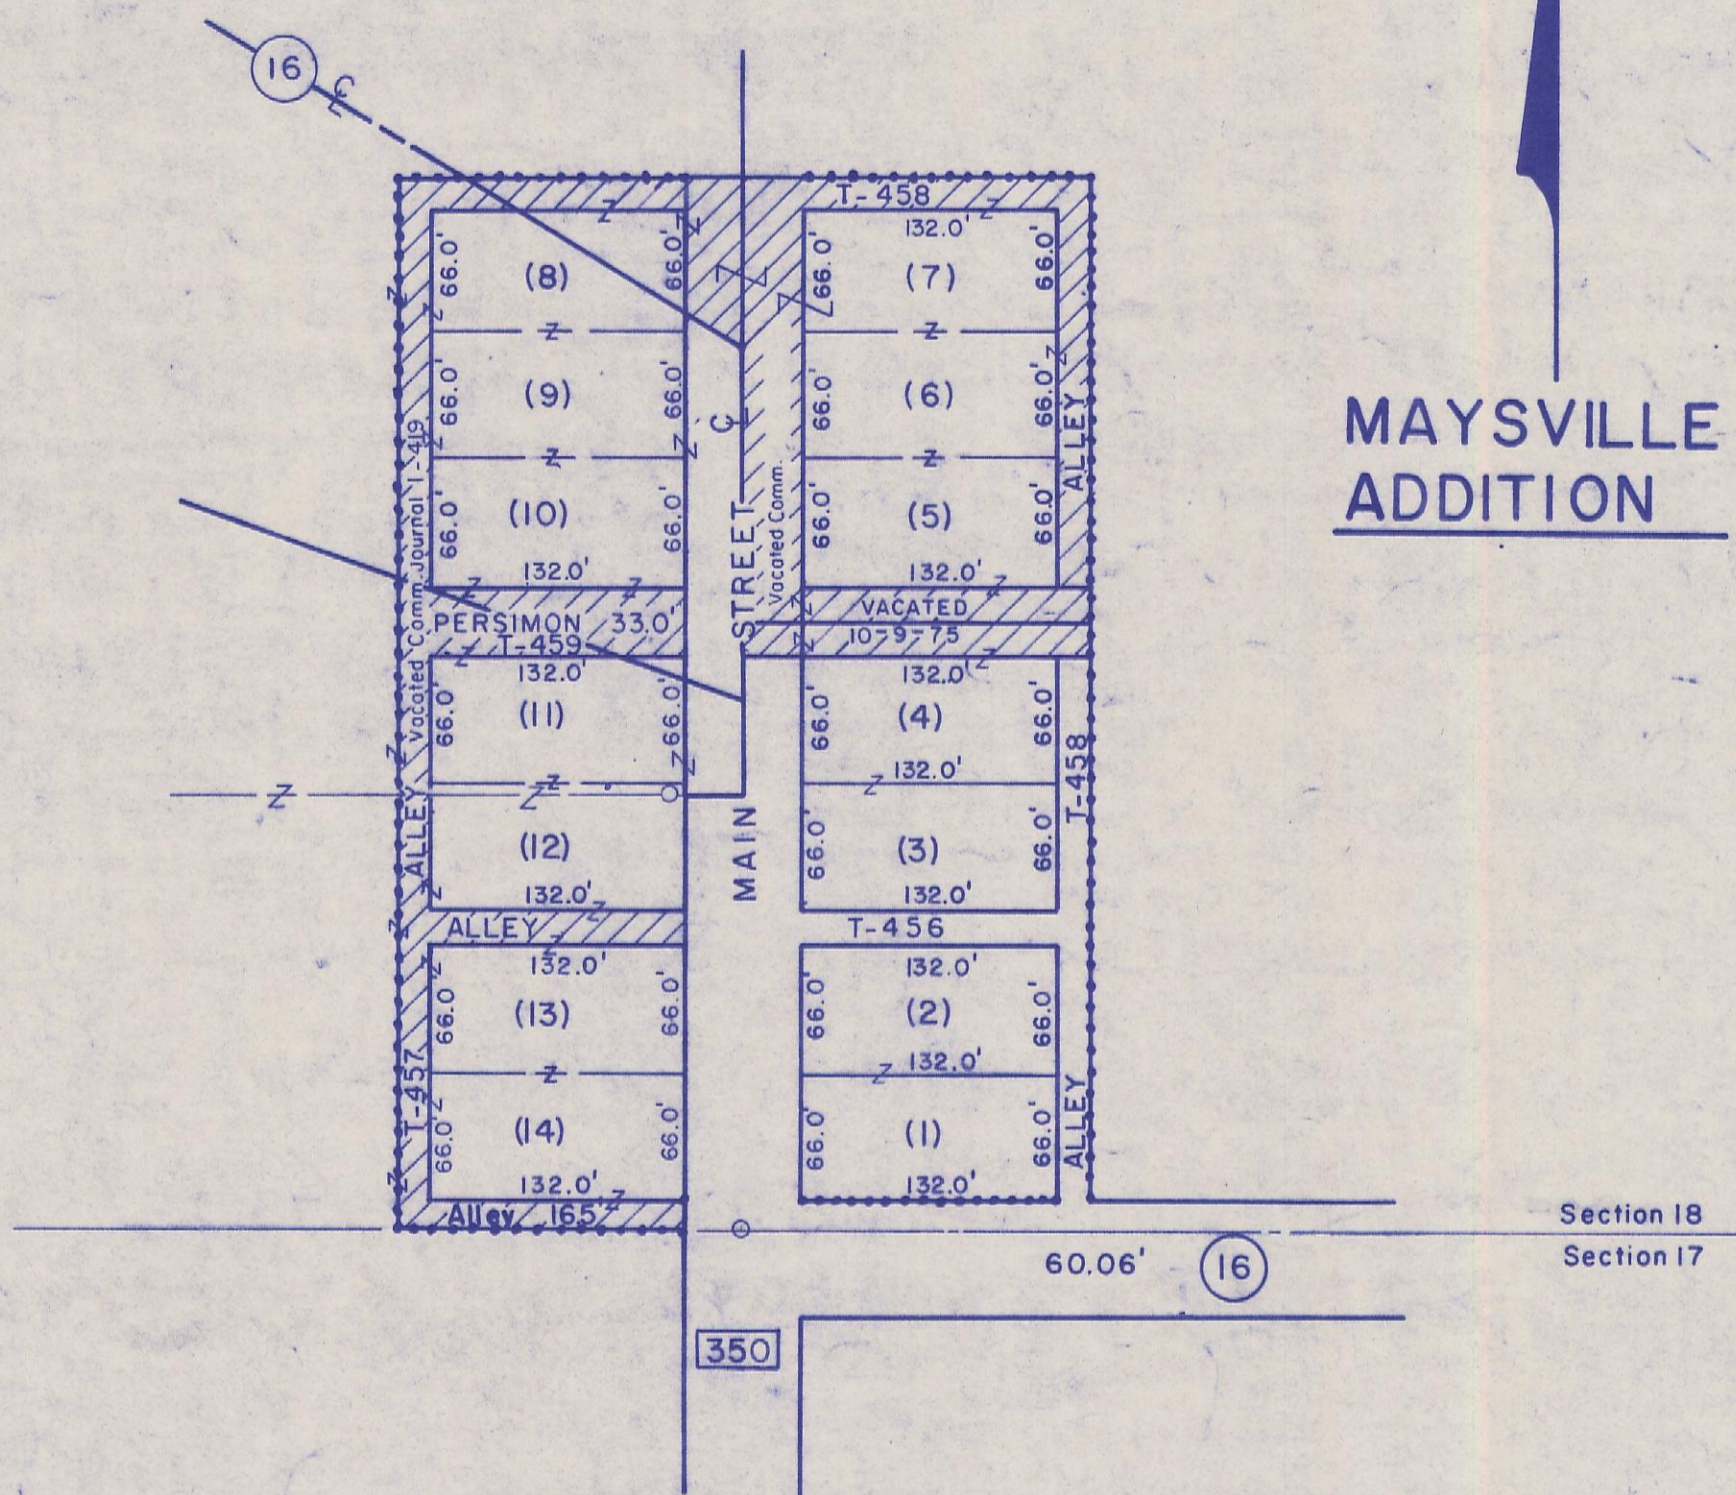 16
℄
T-458
132.0'
66.0'
(8)
66.0'
66.0'
(7)
66.0'
Z
Z
66.0'
(9)
66.0'
66.0'
(6)
66.0'
℄
MAYSVILLE
ADDITION
Z
Z
ALLEY
66.0'
(10)
66.0'
66.0'
(5)
66.0'
132.0'
132.0'
Vacated Comm. Journal 1-419
STREET
Vacated Comm.
PERSIMON 33.0'
T-459
VACATED
10-9-75
132.0'
132.0'
66.0'
(11)
66.0'
66.0'
(4)
66.0'
132.0'
T-458
Z
Z
Z
ALLEY
(12)
MAIN
66.0'
(3)
66.0'
132.0'
132.0'
ALLEY
T-456
132.0'
132.0'
66.0'
(13)
66.0'
66.0'
(2)
66.0'
132.0'
T-457
Z
Z
66.0'
(14)
66.0'
66.0'
(1)
66.0'
ALLEY
132.0'
132.0'
Alley 16.5'
Section 18
Section 17
60.06'
16
350